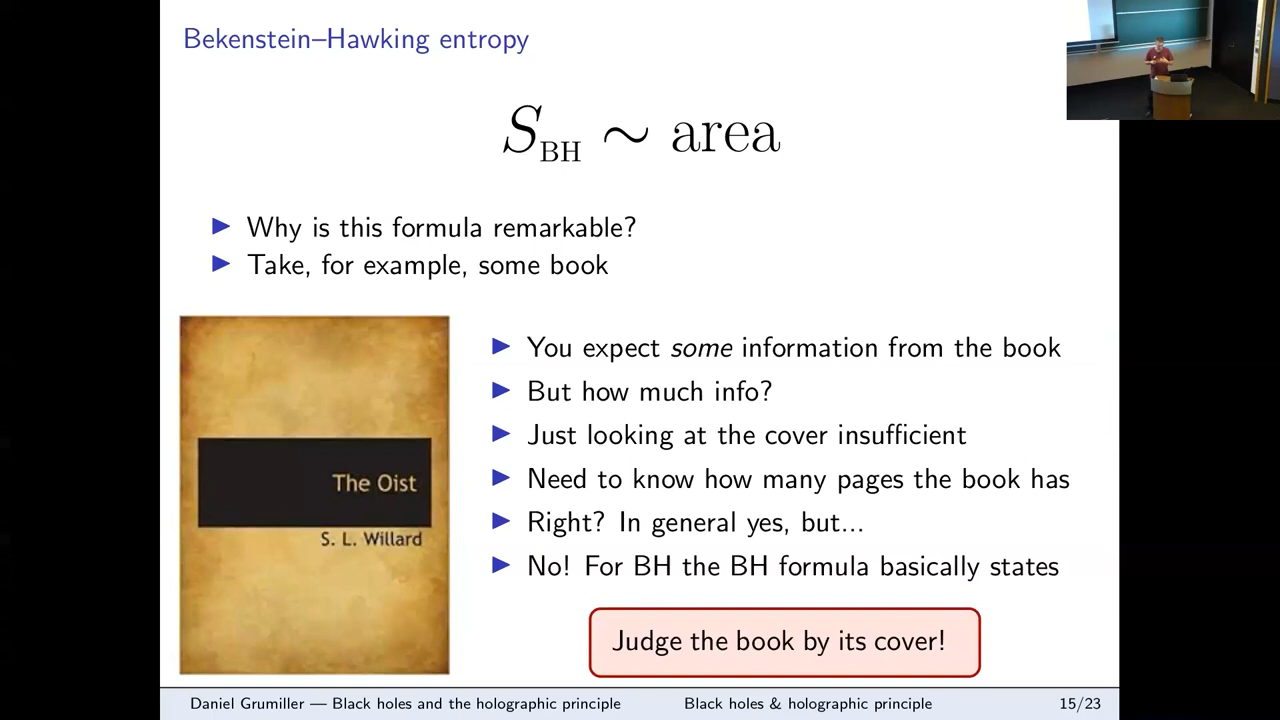 Bekenstein–Hawking entropy
S_BH ∼ area
▶ Why is this formula remarkable?
▶ Take, for example, some book
The Oist
S. L. Willard
▶ You expect some information from the book
▶ But how much info?
▶ Just looking at the cover insufficient
▶ Need to know how many pages the book has
▶ Right? In general yes, but...
▶ No! For BH the BH formula basically states
Judge the book by its cover!
Daniel Grumiller — Black holes and the holographic principle Black holes & holographic principle 15/23